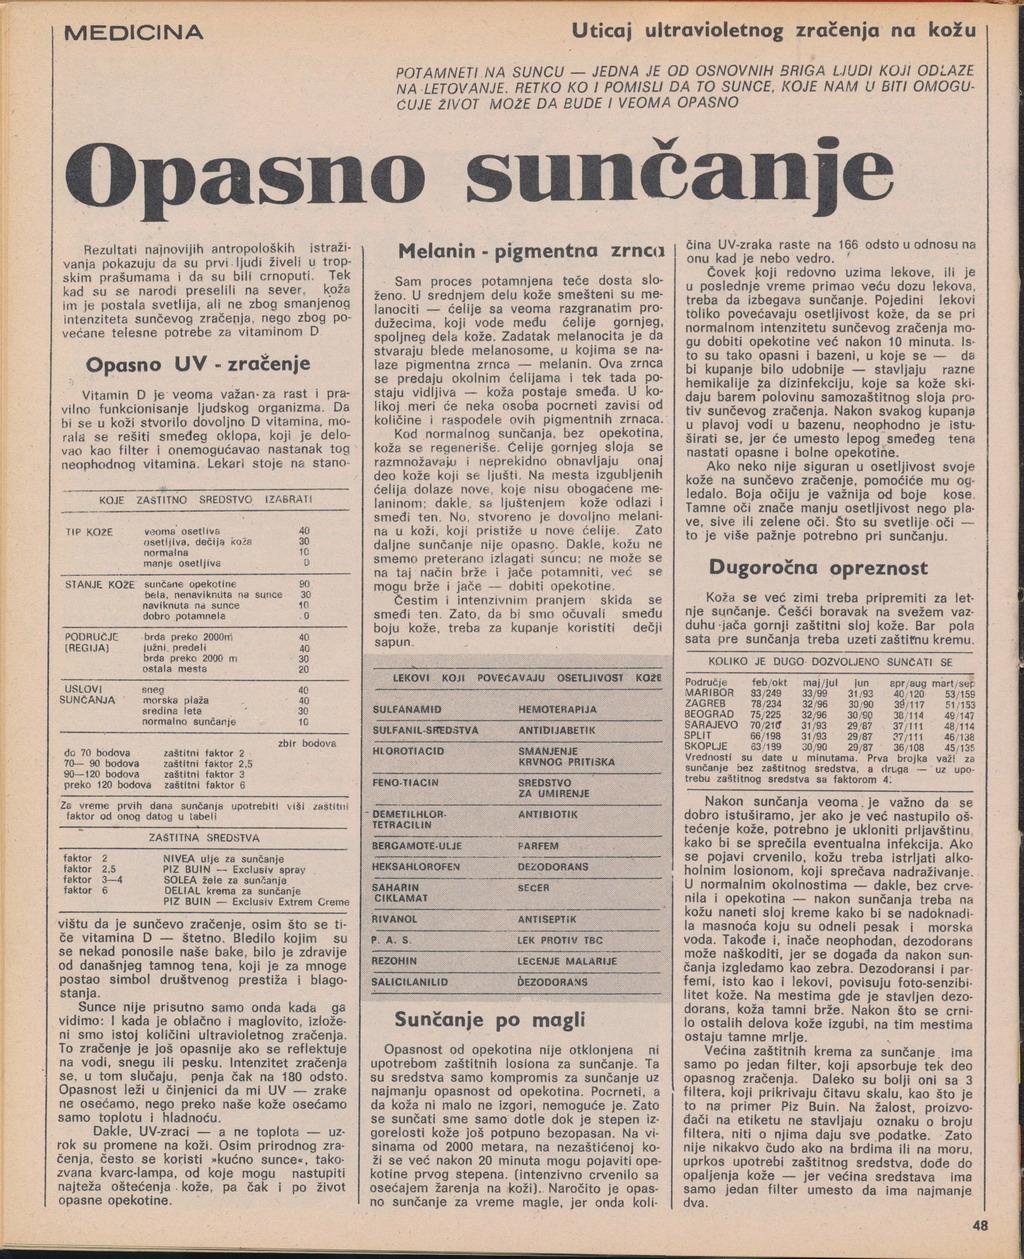 MEDICINA
Uticaj ultravioletnog zračenja na kožu
POTAMNETI NA SUNCU — JEDNA JE OD OSNOVNIH BRIGA LJUDI KOJI ODLAZE
NA LETOVANJE. RETKO KO I POMISLI DA TO SUNCE, KOJE NAM U BITI OMOGU-
ĆUJE ŽIVOT MOŽE DA BUDE I VEOMA OPASNO
Opasno sunčanje
Rezultati najnovijih antropoloških istraži-
vanja pokazuju da su prvi ljudi živeli u trop-
skim prašumama i da su bili crnoputi. Tek
kad su se narodi preselili na sever, koža
im je postala svetlija, ali ne zbog smanjenog
intenziteta sunčevog zračenja, nego zbog po-
većane telesne potrebe za vitaminom D
Opasno UV - zračenje
Vitamin D je veoma važan za rast i pra-
vilno funkcionisanje ljudskog organizma. Da
bi se u koži stvorilo dovoljno D vitamina, mo-
rala se rešiti smeđeg oklopa, koji je delo-
vao kao filter i onemogućavao nastanak tog
neophodnog vitamina. Lekari stoje na stano-
KOJE ZAŠTITNO SREDSTVO IZABRATI
TIP KOŽE veoma osetliva 40
osetljiva, dečija koža 30
normalna 10
manje osetljiva 0
STANJE KOŽE sunčane opekotine 90
bela, nenaviknuta na sunce 30
naviknuta na sunce 10
dobro potamnela 0
PODRUČJE brda preko 2000m 40
(REGIJA) južni predeli 40
brda preko 2000 m 30
ostala mesta 20
USLOVI sneg 40
SUNČANJA morska plaža 40
sredina leta 30
normalno sunčanje 10
zbir bodova
do 70 bodova zaštitni faktor 2
70— 90 bodova zaštitni faktor 2,5
90—120 bodova zaštitni faktor 3
preko 120 bodova zaštitni faktor 6
Za vreme prvih dana sunčanja upotrebiti viši zaštitni
faktor od onog datog u tabeli
ZAŠTITNA SREDSTVA
faktor 2 NIVEA ulje za sunčanje
faktor 2,5 PIZ BUIN — Exclusiv spray
faktor 3—4 SOLEA žele za sunčanje
faktor 6 DELIAL krema za sunčanje
PIZ BUIN — Exclusiv Extrem Creme
vištu da je sunčevo zračenje, osim što se ti-
če vitamina D — štetno. Bledilo kojim su
se nekad ponosile naše bake, bilo je zdravije
od današnjeg tamnog tena, koji je za mnoge
postao simbol društvenog prestiža i blago-
stanja.
Sunce nije prisutno samo onda kada ga
vidimo: I kada je oblačno i maglovito, izlože-
ni smo istoj količini ultravioletnog zračenja.
To zračenje je još opasnije ako se reflektuje
na vodi, snegu ili pesku. Intenzitet zračenja
se, u tom slučaju, penja čak na 180 odsto.
Opasnost leži u činjenici da mi UV — zrake
ne osećamo, nego preko naše kože osećamo
samo toplotu i hladnoću.
Dakle, UV-zraci — a ne toplota — uz-
rok su promene na koži. Osim prirodnog zra-
čenja, često se koristi »kućno sunce«, tako-
zvana kvarc-lampa, od koje mogu nastupiti
najteža oštećenja kože, pa čak i po život
opasne opekotine.
Melanin - pigmentna zrnca
Sam proces potamnjena teče dosta slo-
ženo. U srednjem delu kože smešteni su me-
lanociti — ćelije sa veoma razgranatim pro-
dužecima, koji vode među ćelije gornjeg,
spoljneg dela kože. Zadatak melanocita je da
stvaraju blede melanosome, u kojima se na-
laze pigmentna zrnca — melanin. Ova zrnca
se predaju okolnim ćelijama i tek tada po-
staju vidljiva — koža postaje smeđa. U ko-
likoj meri će neka osoba pocrneti zavisi od
količine i raspodele ovih pigmentnih zrnaca.
Kod normalnog sunčanja, bez opekotina,
koža se regeneriše. Ćelije gornjeg sloja se
razmnožavaju i neprekidno obnavljaju onaj
deo kože koji se ljušti. Na mesta izgubljenih
ćelija dolaze nove, koje nisu obogaćene me-
laninom; dakle, sa ljuštenjem kože odlazi i
smeđi ten. No, stvoreno je dovoljno melani-
na u koži, koji pristiže u nove ćelije. Zato
daljne sunčanje nije opasno. Dakle, kožu ne
smemo preterano izlagati suncu; ne može se
na taj način brže i jače potamniti, već se
mogu brže i jače — dobiti opekotine.
Čestim i intenzivnim pranjem skida se
smeđi ten. Zato, da bi smo očuvali smeđu
boju kože, treba za kupanje koristiti dečji
sapun.
LEKOVI KOJI POVEĆAVAJU OSETLJIVOST KOŽE
SULFANAMID HEMOTERAPIJA
SULFANIL-SREDSTVA ANTIDIJABETIK
HLOROTIACID SMANJENJE
KRVNOG PRITISKA
FENO-TIACIN SREDSTVO
ZA UMIRENJE
DEMETILHLOR- ANTIBIOTIK
TETRACILIN
BERGAMOTE-ULJE PARFEM
HEKSAHLOROFEN DEZODORANS
SAHARIN ŠEĆER
CIKLAMAT
RIVANOL ANTISEPTIK
P. A. S. LEK PROTIV TBC
REZOHIN LEČENJE MALARIJE
SALICILANILID DEZODORANS
Sunčanje po magli
Opasnost od opekotina nije otklonjena ni
upotrebom zaštitnih losiona za sunčanje. Ta
su sredstva samo kompromis za sunčanje uz
najmanju opasnost od opekotina. Pocrneti, a
da koža ni malo ne izgori, nemoguće je. Zato
se sunčati sme samo dotle dok je stepen iz-
gorelosti kože još potpuno bezopasan. Na vi-
sinama od 2000 metara, na nezaštićenoj ko-
ži se već nakon 20 minuta mogu pojaviti ope-
kotine prvog stepena. (intenzivno crvenilo sa
osećajem žarenja na koži). Naročito je opas-
no sunčanje za vreme magle, jer onda koli-
čina UV-zraka raste na 166 odsto u odnosu na
onu kad je nebo vedro.
Čovek koji redovno uzima lekove, ili je
u poslednje vreme primao veću dozu lekova,
treba da izbegava sunčanje. Pojedini lekovi
toliko povećavaju osetljivost kože, da se pri
normalnom intenzitetu sunčevog zračenja mo-
gu dobiti opekotine već nakon 10 minuta. Is-
to su tako opasni i bazeni, u koje se — da
bi kupanje bilo udobnije — stavljaju razne
hemikalije za dizinfekciju, koje sa kože ski-
daju barem polovinu samozaštitnog sloja pro-
tiv sunčevog zračenja. Nakon svakog kupanja
u plavoj vodi u bazenu, neophodno je istu-
širati se, jer će umesto lepog smeđeg tena
nastati opasne i bolne opekotine.
Ako neko nije siguran u osetljivost svoje
kože na sunčevo zračenje, pomoćiće mu og-
ledalo. Boja očiju je važnija od boje kose.
Tamne oči znače manju osetljivost nego pla-
ve, sive ili zelene oči. Što su svetlije oči —
to je više pažnje potrebno pri sunčanju.
Dugoročna opreznost
Koža se već zimi treba pripremiti za let-
nje sunčanje. Češći boravak na svežem vaz-
duhu jača gornji zaštitni sloj kože. Bar pola
sata pre sunčanja treba uzeti zaštitnu kremu.
KOLIKO JE DUGO DOZVOLJENO SUNČATI SE
Područje feb/okt maj/jul jun apr/aug mart/sep
MARIBOR 83/249 33/99 31/93 40/120 53/159
ZAGREB 78/234 32/96 30/90 39/117 51/153
BEOGRAD 75/225 32/96 30/90 38/114 49/147
SARAJEVO 70/210 31/93 29/87 37/111 48/114
SPLIT 66/198 31/93 29/87 37/111 46/138
SKOPLJE 63/189 30/90 29/87 36/108 45/135
Vrednosti su date u minutama. Prva brojka važi za
sunčanje bez zaštitnog sredstva, a druga — uz upo-
trebu zaštitnog sredstva sa faktorom 4.
Nakon sunčanja veoma je važno da se
dobro istuširamo, jer ako je već nastupilo oš-
tećenje kože, potrebno je ukloniti prljavštinu,
kako bi se sprečila eventualna infekcija. Ako
se pojavi crvenilo, kožu treba istrljati alko-
holnim losionom, koji sprečava nadraživanje.
U normalnim okolnostima — dakle, bez crve-
nila i opekotina — nakon sunčanja treba na
kožu naneti sloj kreme kako bi se nadoknadi-
la masnoća koju su odneli pesak i morska
voda. Takođe i, inače neophodan, dezodorans
može naškoditi, jer se događa da nakon sun-
čanja izgledamo kao zebra. Dezodoransi i par-
femi, isto kao i lekovi, povisuju foto-senzibi-
litet kože. Na mestima gde je stavljen dezo-
dorans, koža tamni brže. Nakon što se crni-
lo ostalih delova kože izgubi, na tim mestima
ostaju tamne mrlje.
Većina zaštitnih krema za sunčanje ima
samo po jedan filter, koji apsorbuje tek deo
opasnog zračenja. Daleko su bolji oni sa 3
filtera, koji prikrivaju čitavu skalu, kao što je
to na primer Piz Buin. Na žalost, proizvo-
đači na etiketu ne stavljaju oznaku o broju
filtera, niti o njima daju sve podatke. Zato
nije nikakvo čudo ako na brdima ili na moru,
uprkos upotrebi zaštitnog sredstva, dođe do
opaljenja kože — jer većina sredstava ima
samo jedan filter umesto da ima najmanje
dva.
48